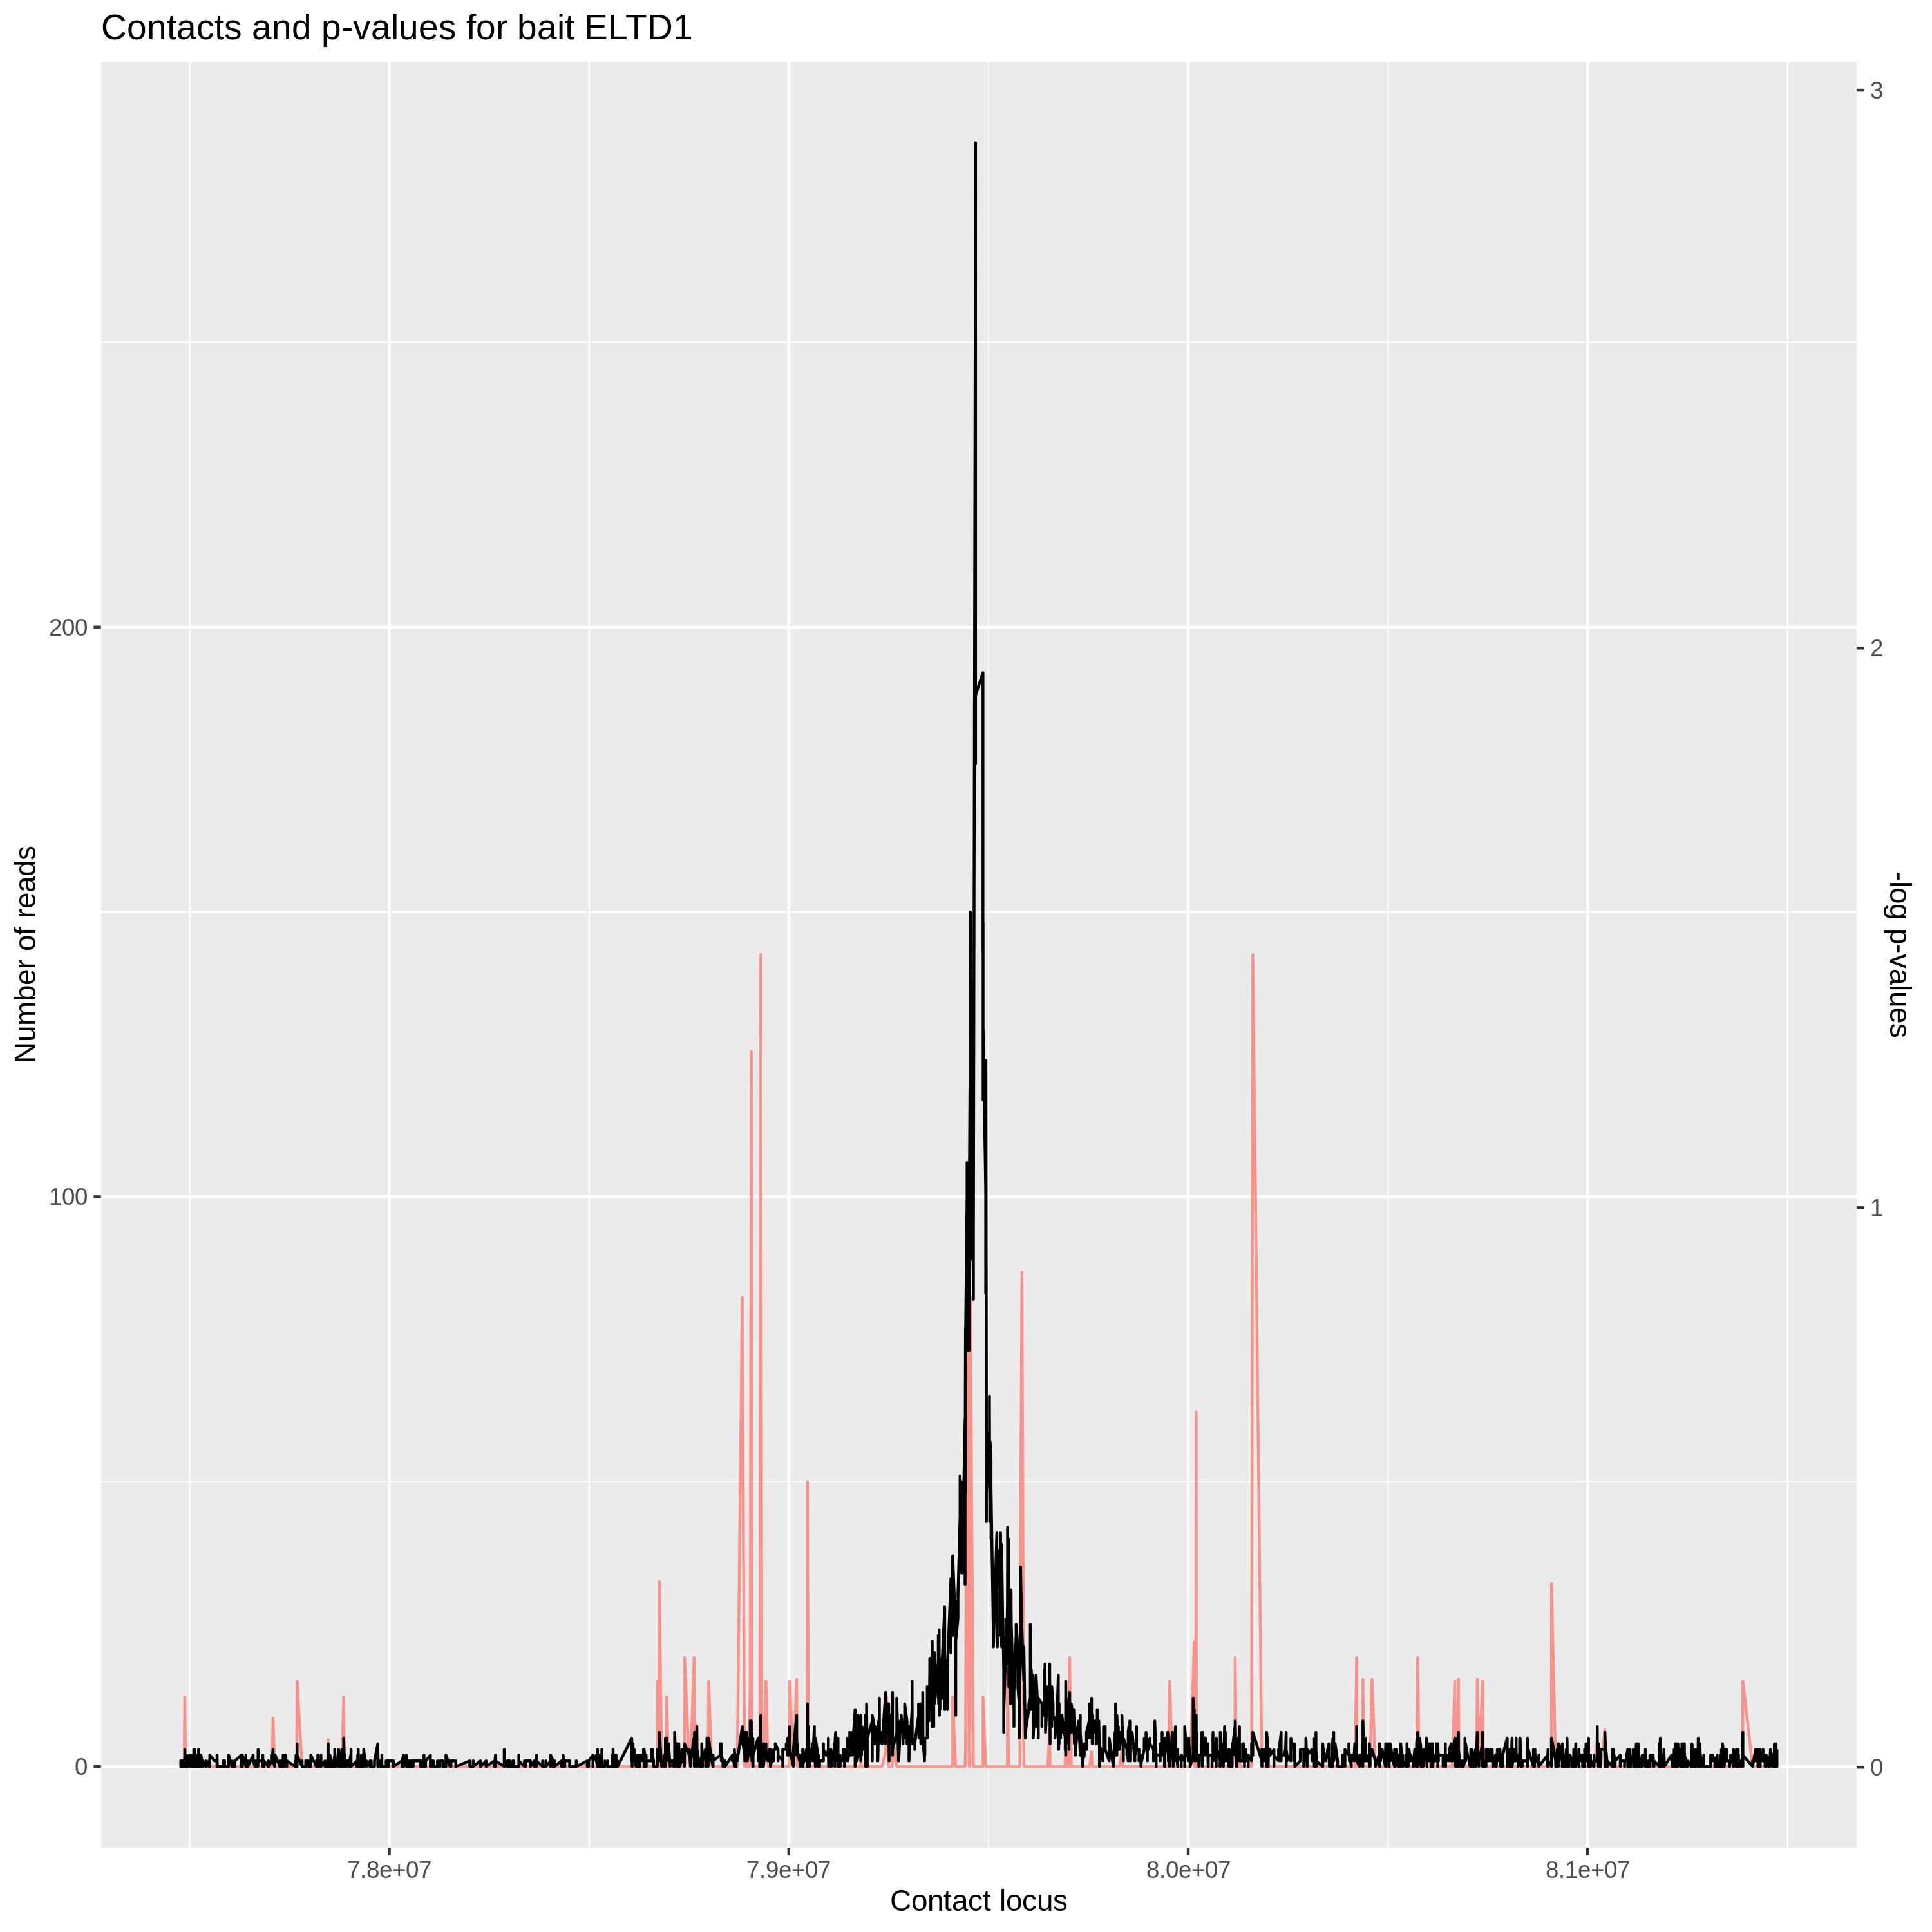 Contacts and p-values for bait ELTD1
3
200
2
Number of reads
-log p-values
100
1
0
0
7.8e+07
7.9e+07
8.0e+07
8.1e+07
Contact locus